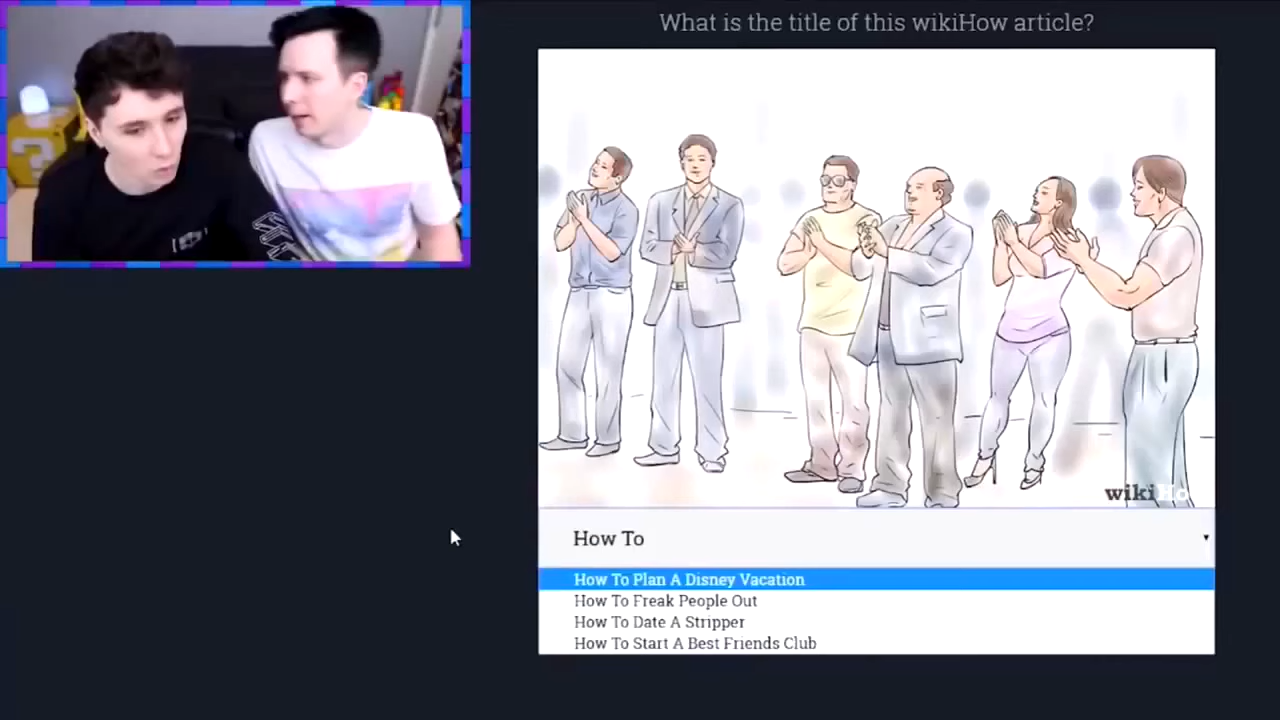 What is the title of this wikiHow article?
?
wikiHo
How To
How To Plan A Disney Vacation
How To Freak People Out
How To Date A Stripper
How To Start A Best Friends Club